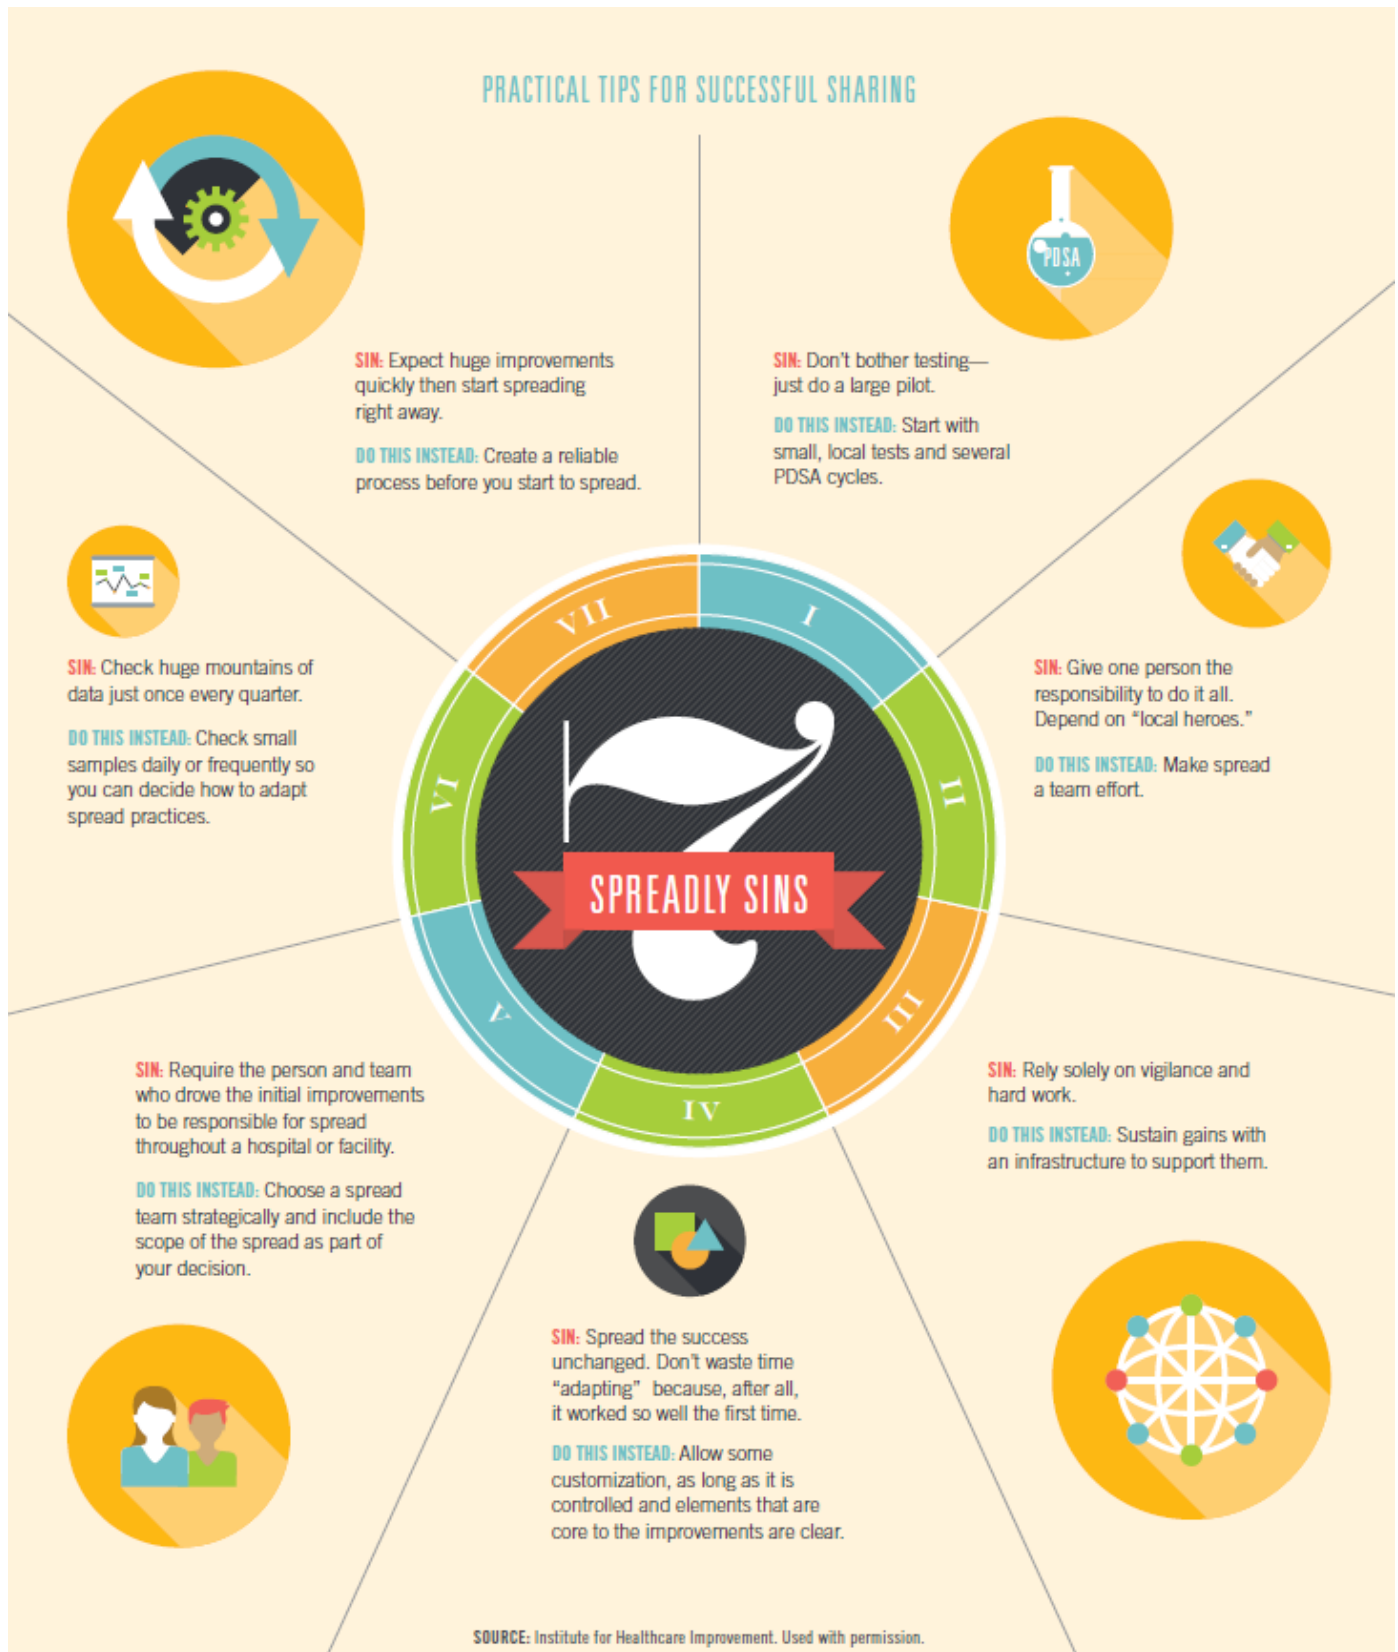 PRACTICAL TIPS FOR SUCCESSFUL SHARING
PDSA
SIN: Don't bother testing—
just do a large pilot.
DO THIS INSTEAD: Start with
small, local tests and several
PDSA cycles.
SIN: Give one person the
responsibility to do it all.
Depend on “local heroes.”
DO THIS INSTEAD: Make spread
a team effort.
SIN: Rely solely on vigilance and
hard work.
DO THIS INSTEAD: Sustain gains with
an infrastructure to support them.
SIN: Spread the success
unchanged. Don't waste time
“adapting” because, after all,
it worked so well the first time.
DO THIS INSTEAD: Allow some
customization, as long as it is
controlled and elements that are
core to the improvements are clear.
SIN: Require the person and team
who drove the initial improvements
to be responsible for spread
throughout a hospital or facility.
DO THIS INSTEAD: Choose a spread
team strategically and include the
scope of the spread as part of
your decision.
SIN: Check huge mountains of
data just once every quarter.
DO THIS INSTEAD: Check small
samples daily or frequently so
you can decide how to adapt
spread practices.
SIN: Expect huge improvements
quickly then start spreading
right away.
DO THIS INSTEAD: Create a reliable
process before you start to spread.
I
II
III
IV
V
VI
VII
7
SPREADLY SINS
SOURCE: Institute for Healthcare Improvement. Used with permission.